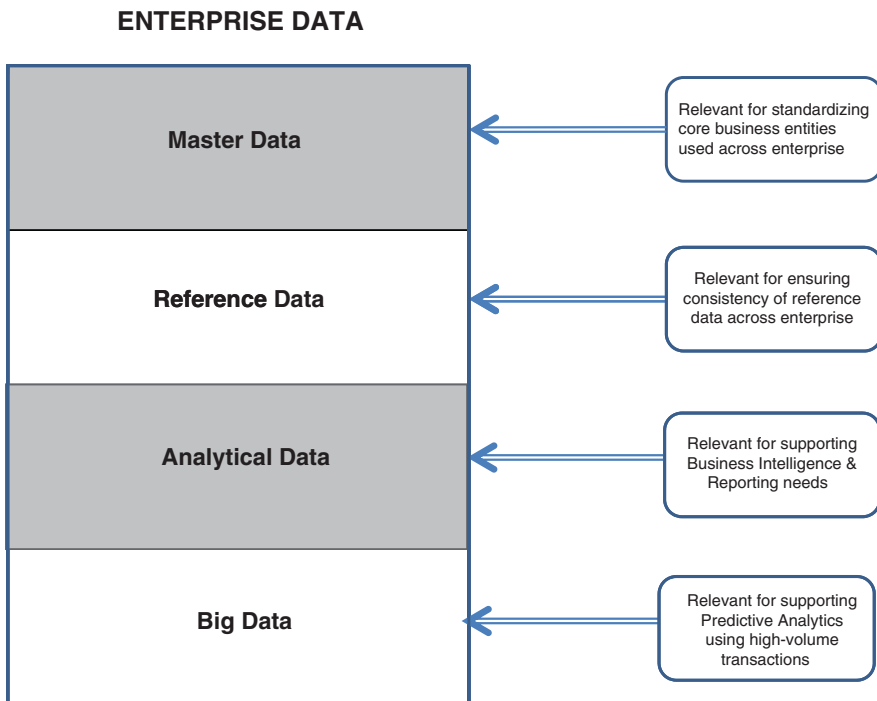 ENTERPRISE DATA
Master Data
Relevant for standardizing
core business entities
used across enterprise
Reference Data
Relevant for ensuring
consistency of reference
data across enterprise
Analytical Data
Relevant for supporting
Business Intelligence &
Reporting needs
Big Data
Relevant for supporting
Predictive Analytics
using high-volume
transactions